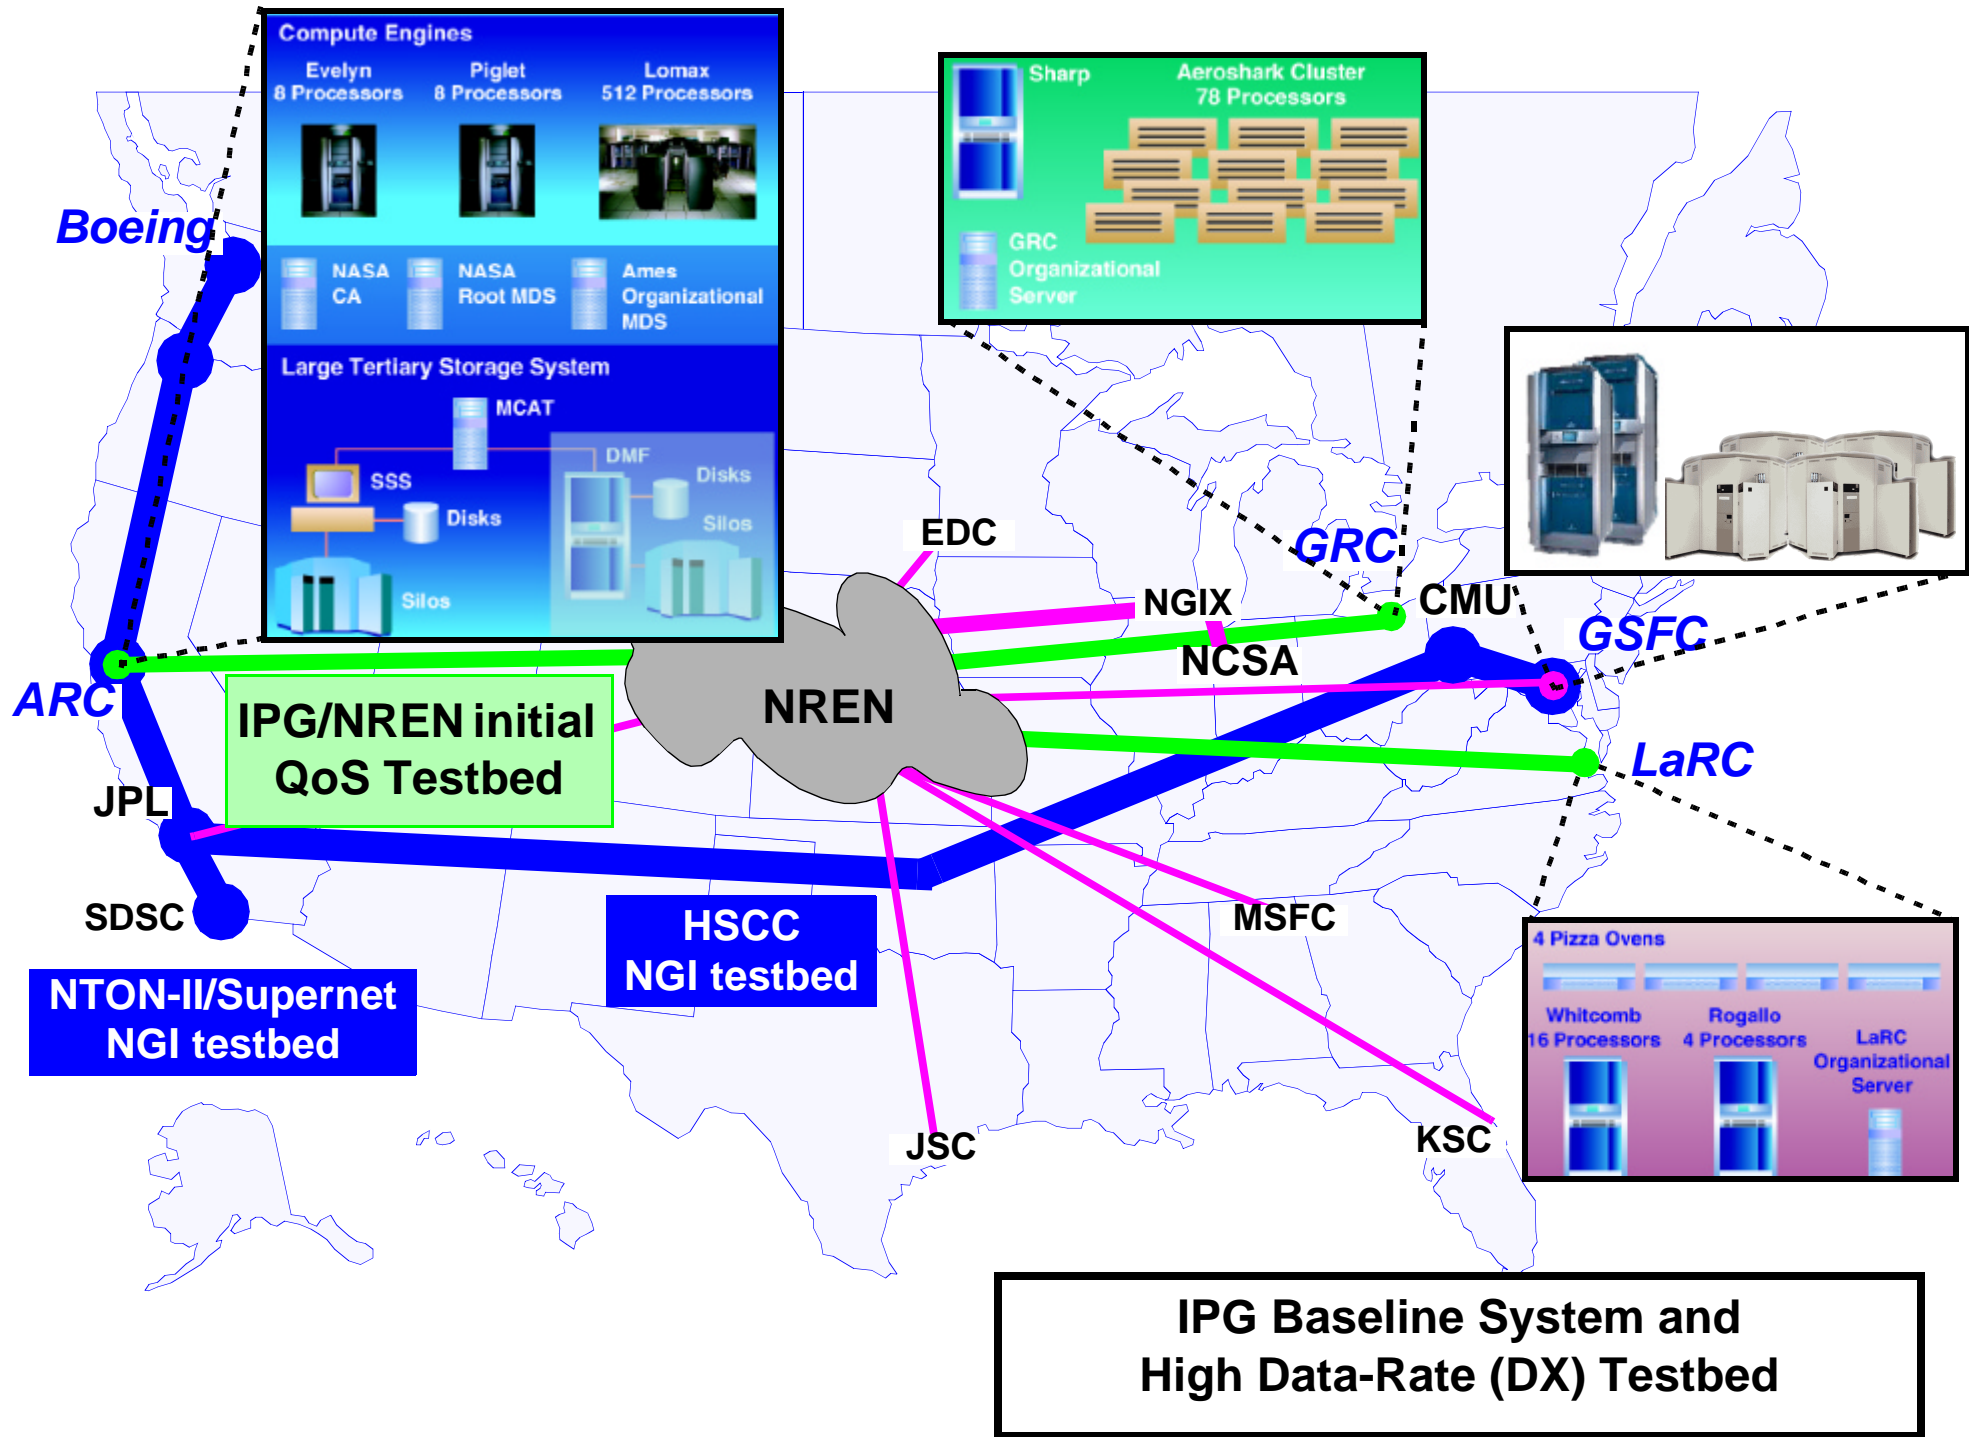 Compute Engines
Evelyn
8 Processors
Piglet
8 Processors
Lomax
512 Processors
NASA
CA
NASA
Root MDS
Ames
Organizational
MDS
Large Tertiary Storage System
MCAT
SSS
Disks
Silos
DMF
Disks
Silos
Sharp
Aeroshark Cluster
78 Processors
GRC
Organizational
Server
Boeing
EDC
GRC
NGIX
CMU
GSFC
NCSA
ARC
NREN
IPG/NREN initial
QoS Testbed
LaRC
JPL
SDSC
HSCC
NGI testbed
MSFC
NTON-II/Supernet
NGI testbed
JSC
KSC
4 Pizza Ovens
Whitcomb
16 Processors
Rogallo
4 Processors
LaRC
Organizational
Server
IPG Baseline System and
High Data-Rate (DX) Testbed